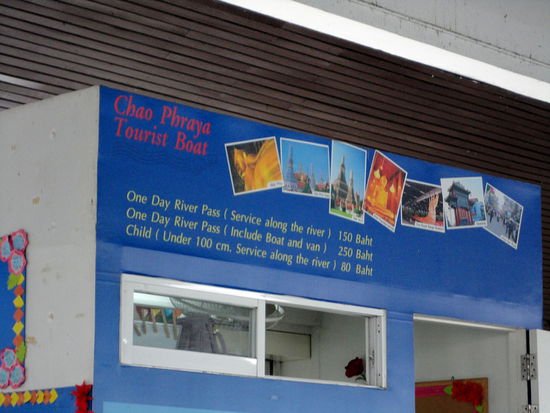 Chao Phraya
Tourist Boat
One Day River Pass ( Service along the river ) 150 Baht
One Day River Pass ( Include Boat and van ) 250 Baht
Child ( Under 100 cm. Service along the river ) 80 Baht